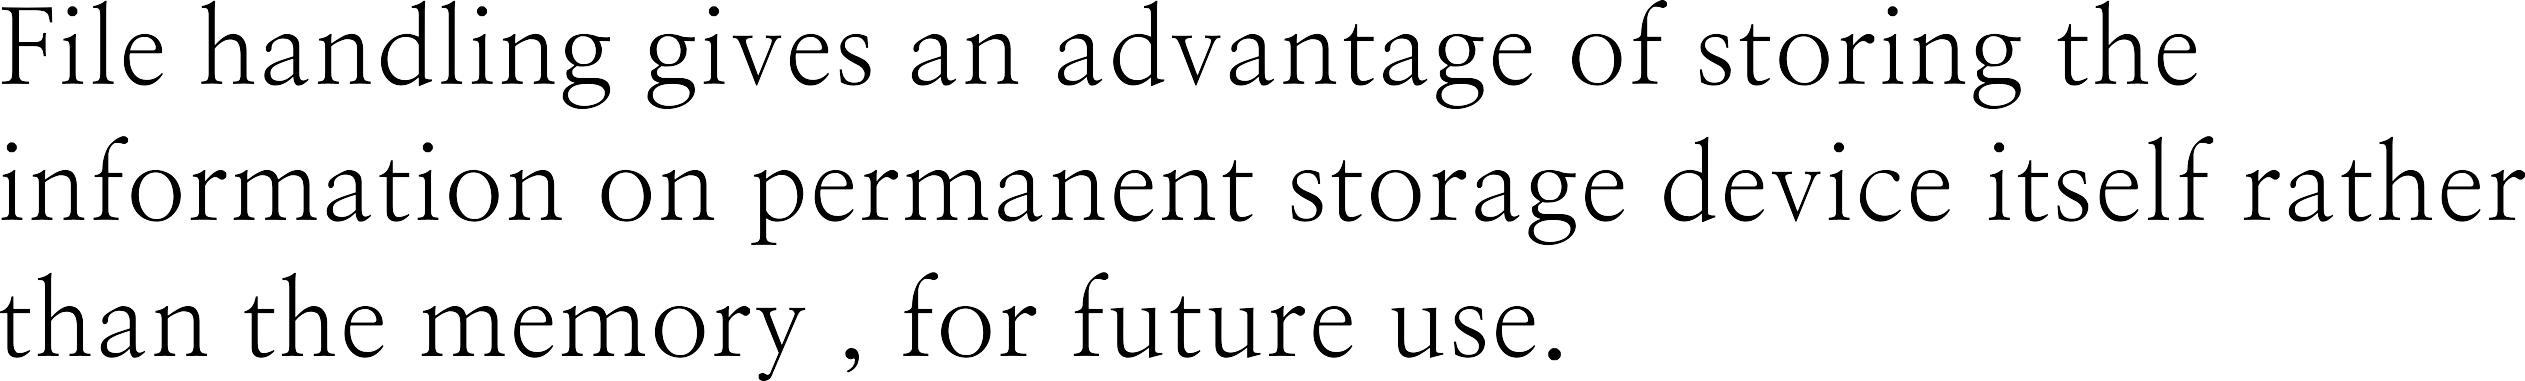 File handling gives an advantage of storing the
information on permanent storage device itself rather
than the memory , for future use.